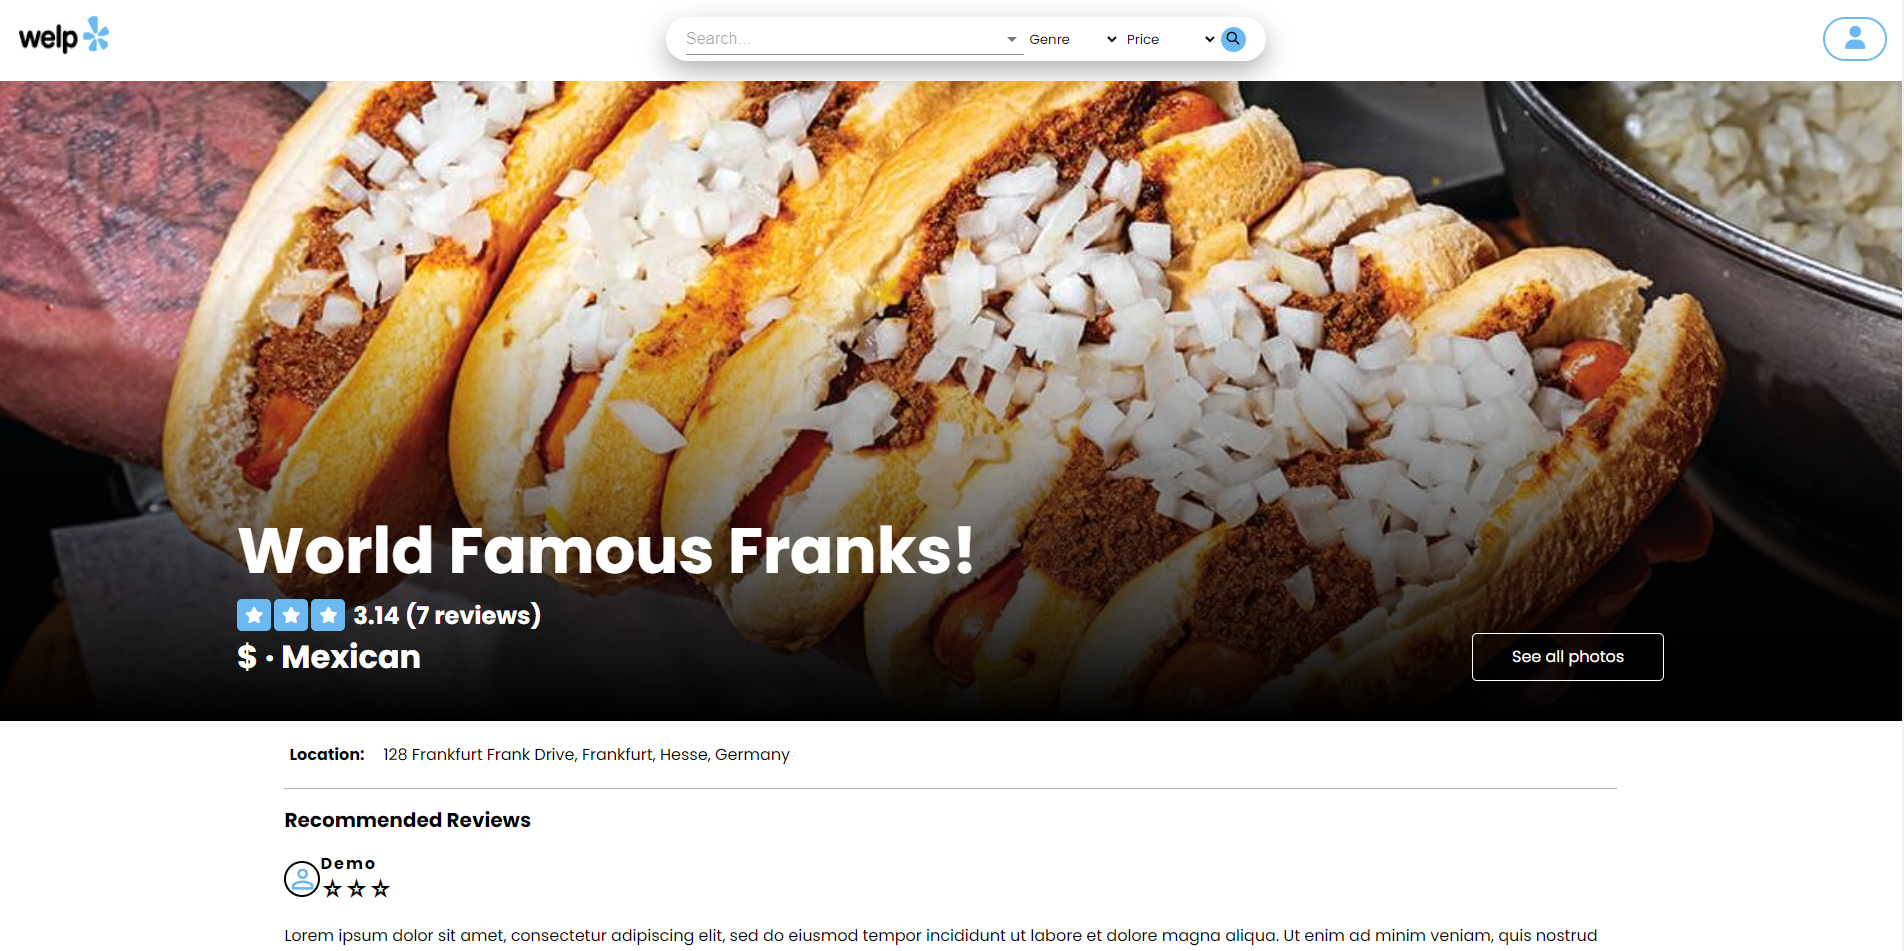 welp
Search...
Genre
Price
World Famous Franks!
3.14 (7 reviews)
$ · Mexican
See all photos
Location: 128 Frankfurt Frank Drive, Frankfurt, Hesse, Germany
Recommended Reviews
Demo
Lorem ipsum dolor sit amet, consectetur adipiscing elit, sed do eiusmod tempor incididunt ut labore et dolore magna aliqua. Ut enim ad minim veniam, quis nostrud